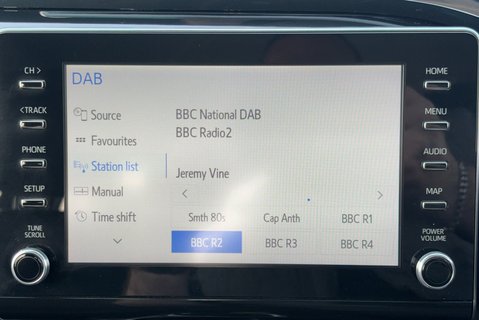 DAB
CH >
< TRACK
PHONE
SETUP
TUNE
SCROLL
Source
Favourites
Station list
Manual
Time shift
BBC National DAB
BBC Radio2
Jeremy Vine
Smth 80s Cap Anth BBC R1
BBC R2 BBC R3 BBC R4
HOME
MENU
AUDIO
MAP
POWER
VOLUME